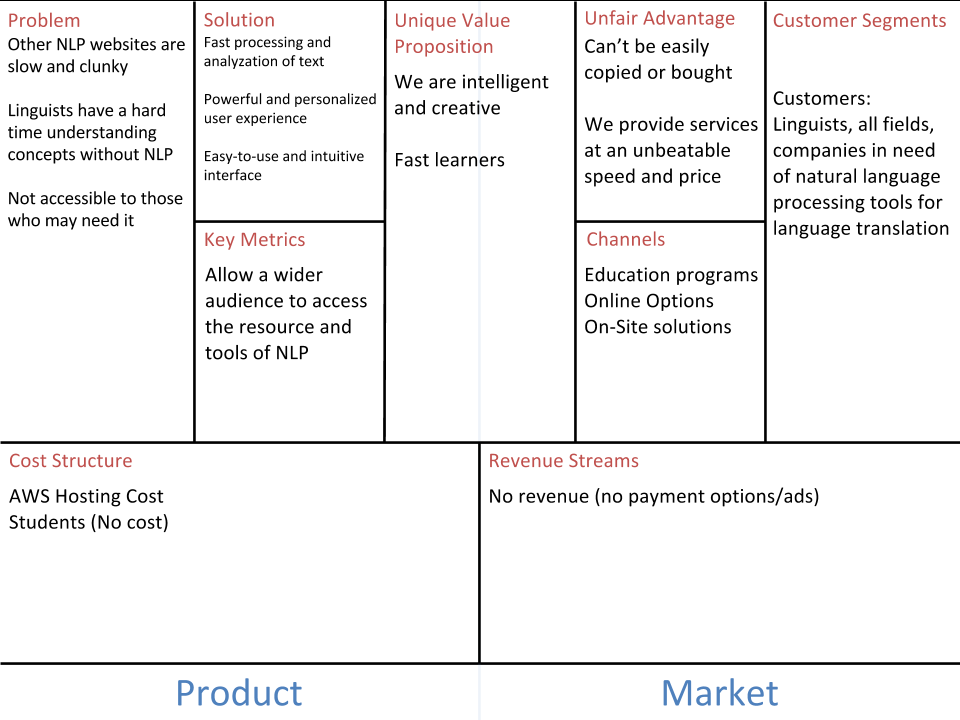 Problem
Other NLP websites are
slow and clunky
Linguists have a hard
time understanding
concepts without NLP
Not accessible to those
who may need it
Solution
Fast processing and
analyzation of text
Powerful and personalized
user experience
Easy-to-use and intuitive
interface
Key Metrics
Allow a wider
audience to access
the resource and
tools of NLP
Unique Value
Proposition
We are intelligent
and creative
Fast learners
Unfair Advantage
Can’t be easily
copied or bought
We provide services
at an unbeatable
speed and price
Channels
Education programs
Online Options
On-Site solutions
Customer Segments
Customers:
Linguists, all fields,
companies in need
of natural language
processing tools for
language translation
Cost Structure
AWS Hosting Cost
Students (No cost)
Revenue Streams
No revenue (no payment options/ads)
Product
Market